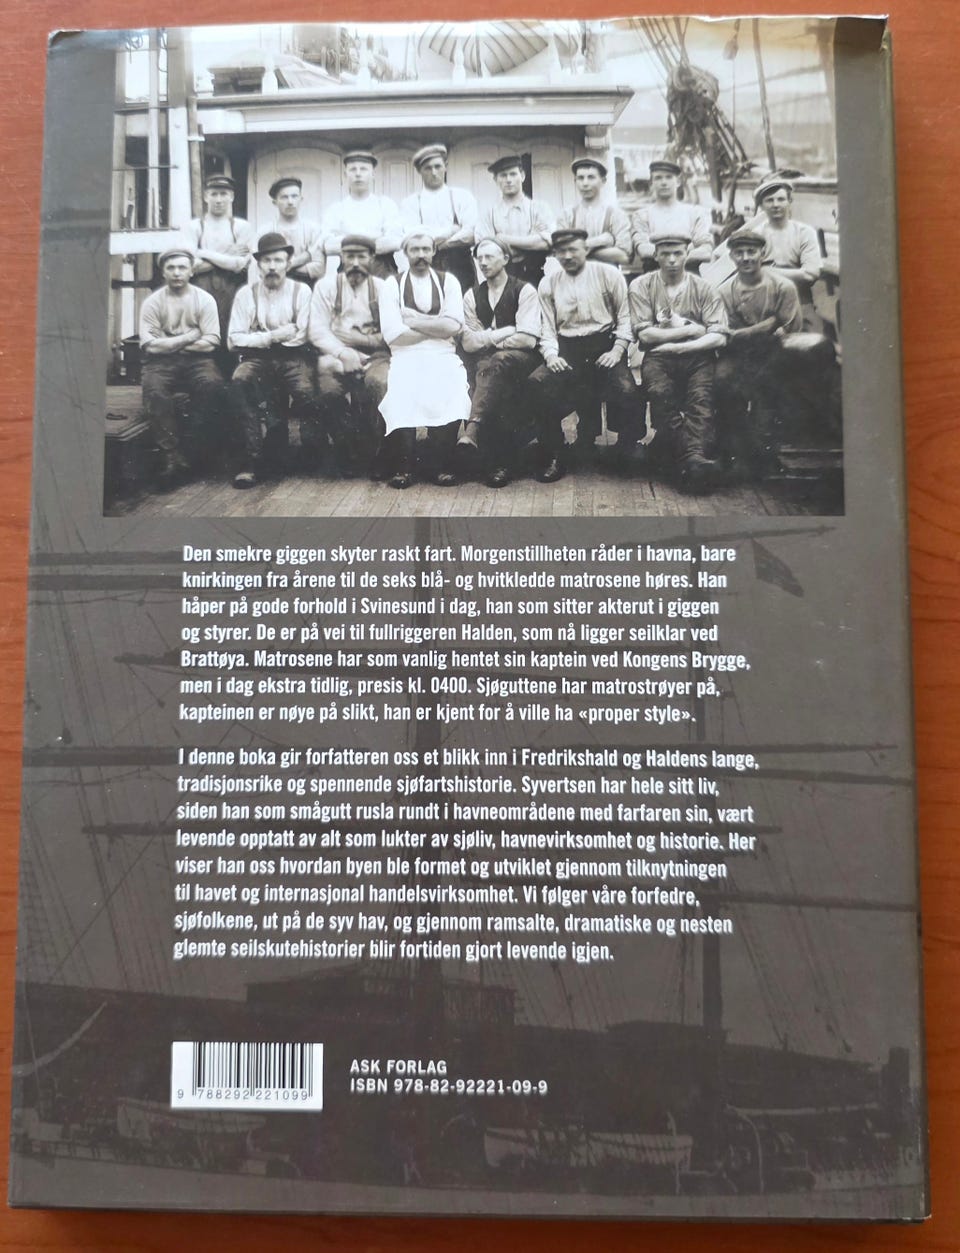 Den smekre giggen skyter raskt fart. Morgenstillheten råder i havna, bare
knirkingen fra årene til de seks blå- og hvitkledde matrosene høres. Han
håper på gode forhold i Svinesund i dag, han som sitter akterut i giggen
og styrer. De er på vei til fullriggeren Halden, som nå ligger seilklar ved
Brattøya. Matrosene har som vanlig hentet sin kaptein ved Kongens Brygge,
men i dag ekstra tidlig, presis kl. 0400. Sjøguttene har matrostrøyer på,
kapteinen er nøye på slikt, han er kjent for å ville ha «proper style».
I denne boka gir forfatteren oss et blikk inn i Fredrikshald og Haldens lange,
tradisjonsrike og spennende sjøfartshistorie. Syvertsen har hele sitt liv,
siden han som smågutt rusla rundt i havneområdene med farfaren sin, vært
levende opptatt av alt som lukter av sjøliv, havnevirksomhet og historie. Her
viser han oss hvordan byen ble formet og utviklet gjennom tilknytningen
til havet og internasjonal handelsvirksomhet. Vi følger våre forfedre,
sjøfolkene, ut på de syv hav, og gjennom ramsalte, dramatiske og nesten
glemte seilskutehistorier blir fortiden gjort levende igjen.
ASK FORLAG
ISBN 978-82-92221-09-9
9 788292 221099